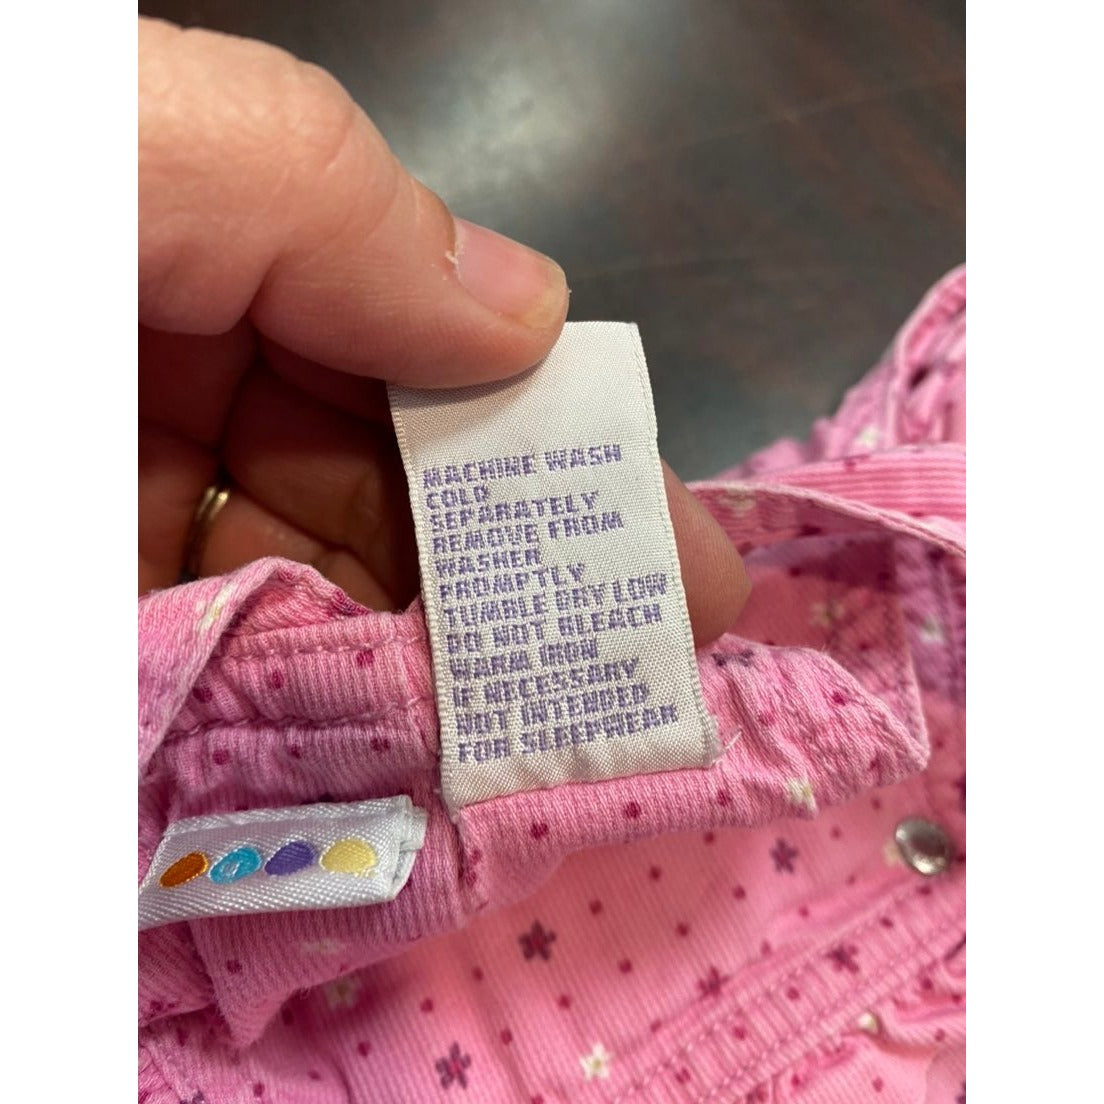 MACHINE WASH
COLD
SEPARATELY
REMOVE FROM
WASHER
PROMPTLY
TUMBLE DRY LOW
DO NOT BLEACH
WARM IRON
IF NECESSARY
NOT INTENDED
FOR SLEEPWEAR